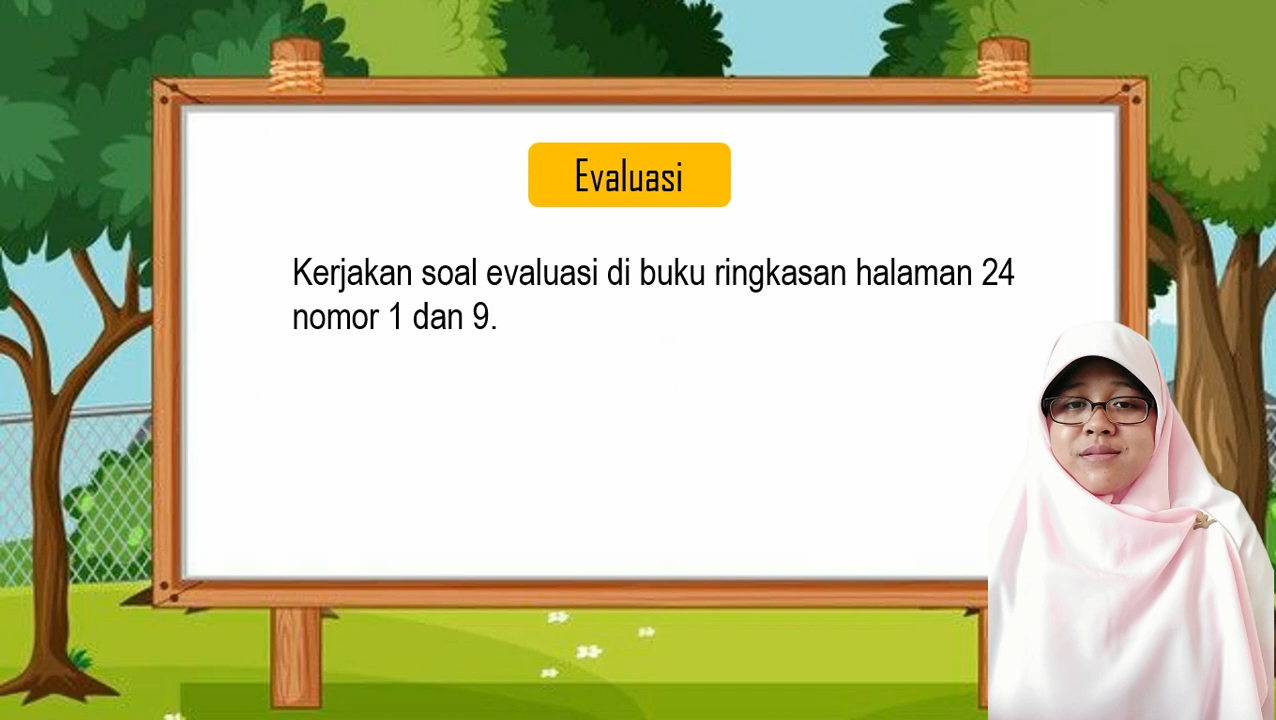 Evaluasi
Kerjakan soal evaluasi di buku ringkasan halaman 24
nomor 1 dan 9.